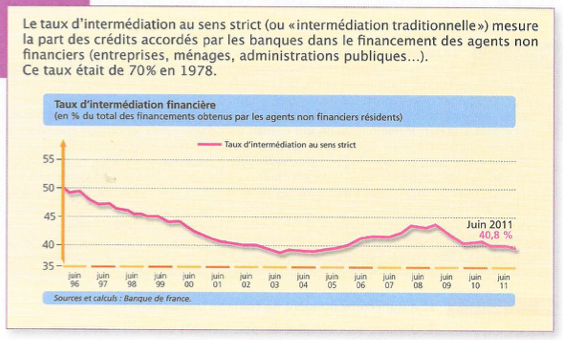 Le taux d'intermédiation au sens strict (ou «intermédiation traditionnelle») mesure
la part des crédits accordés par les banques dans le financement des agents non
financiers (entreprises, ménages, administrations publiques...).
Ce taux était de 70% en 1978.
Taux d'intermédiation financière
(en % du total des financements obtenus par les agents non financiers résidents)
Taux d'intermédiation au sens strict
55
50
45
40
35
Juin 2011
40,8 %
juin juin juin juin juin juin juin juin juin juin juin juin juin juin juin juin
96 97 98 99 00 01 02 03 04 05 06 07 08 09 10 11
Sources et calculs : Banque de france.